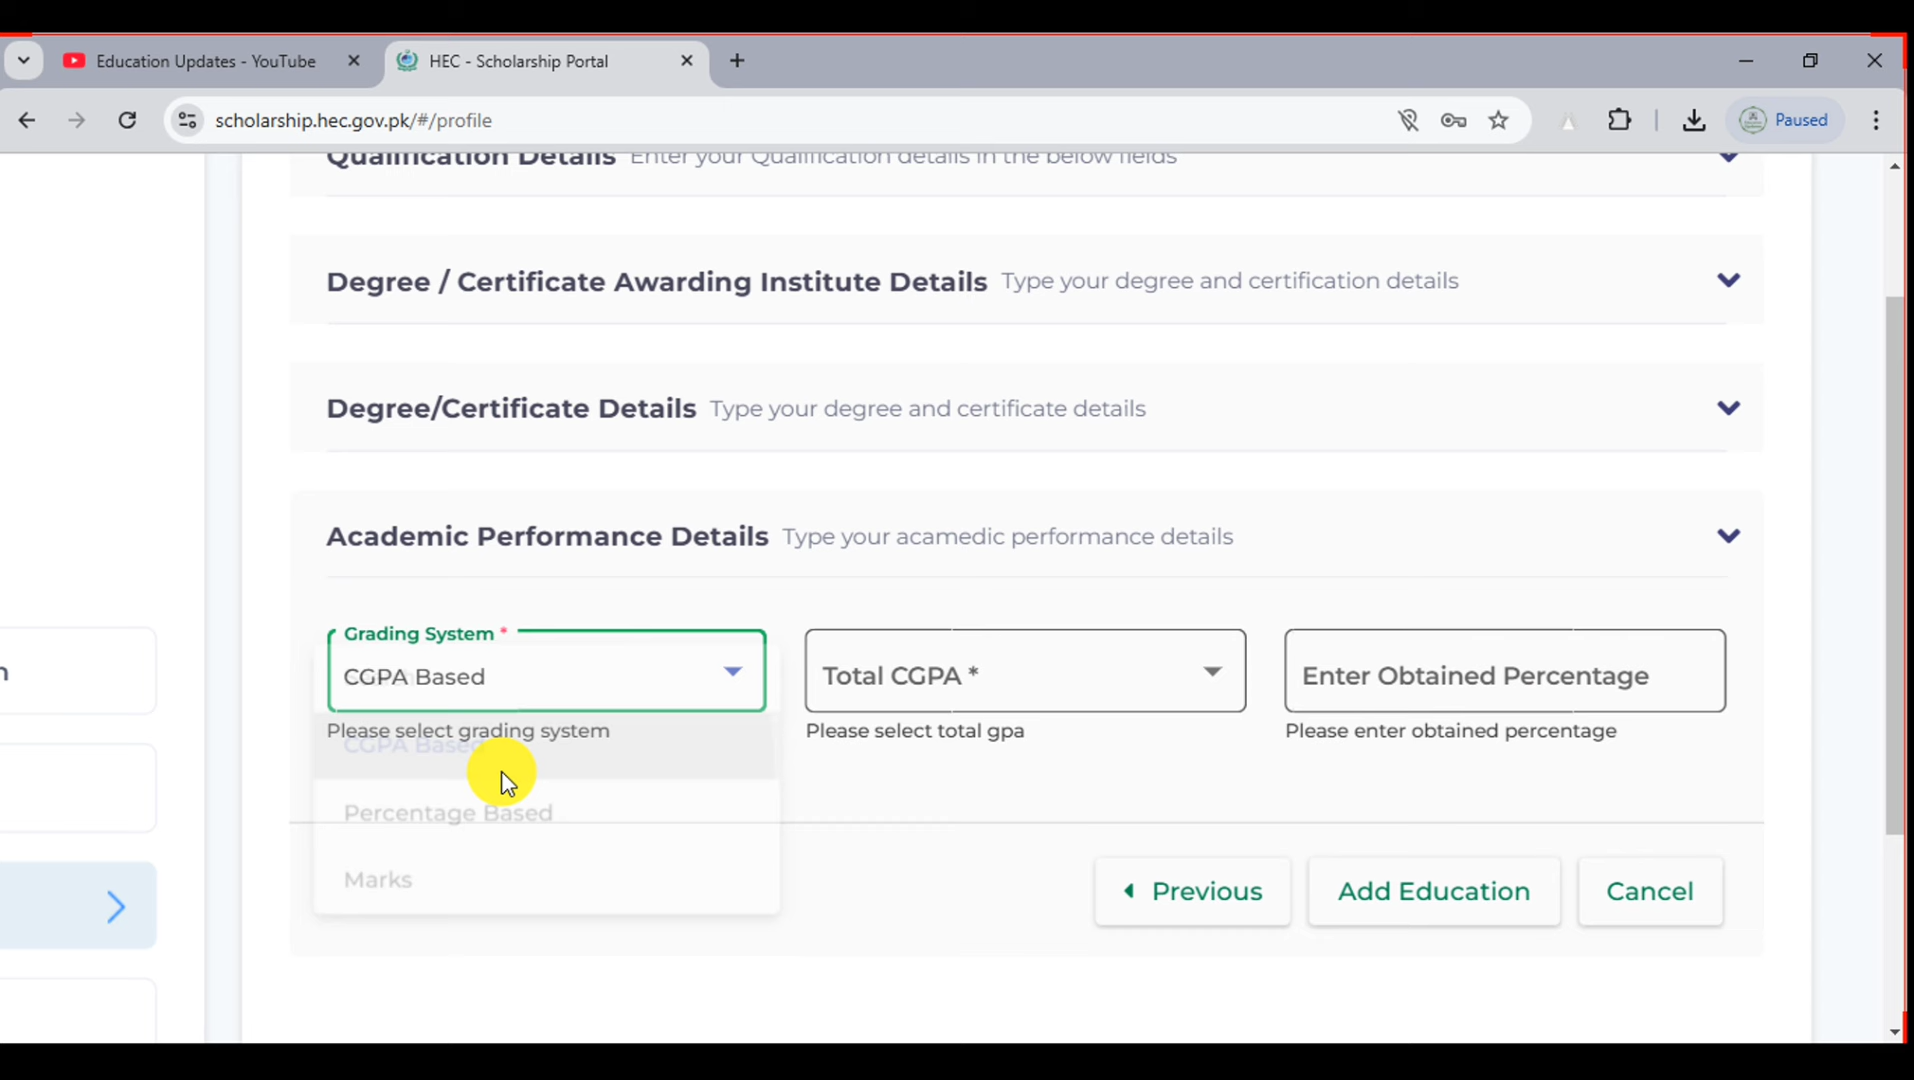 Education Updates - YouTube
HEC - Scholarship Portal
scholarship.hec.gov.pk/#/profile
Paused
Qualification Details Enter your Qualification details in the below fields
Degree / Certificate Awarding Institute Details Type your degree and certification details
Degree/Certificate Details Type your degree and certificate details
Academic Performance Details Type your acamedic performance details
n
Grading System *
CGPA Based
Total CGPA *
Enter Obtained Percentage
Please select grading system
Please select total gpa
Please enter obtained percentage
CGPA Based
Percentage Based
Marks
Previous
Add Education
Cancel